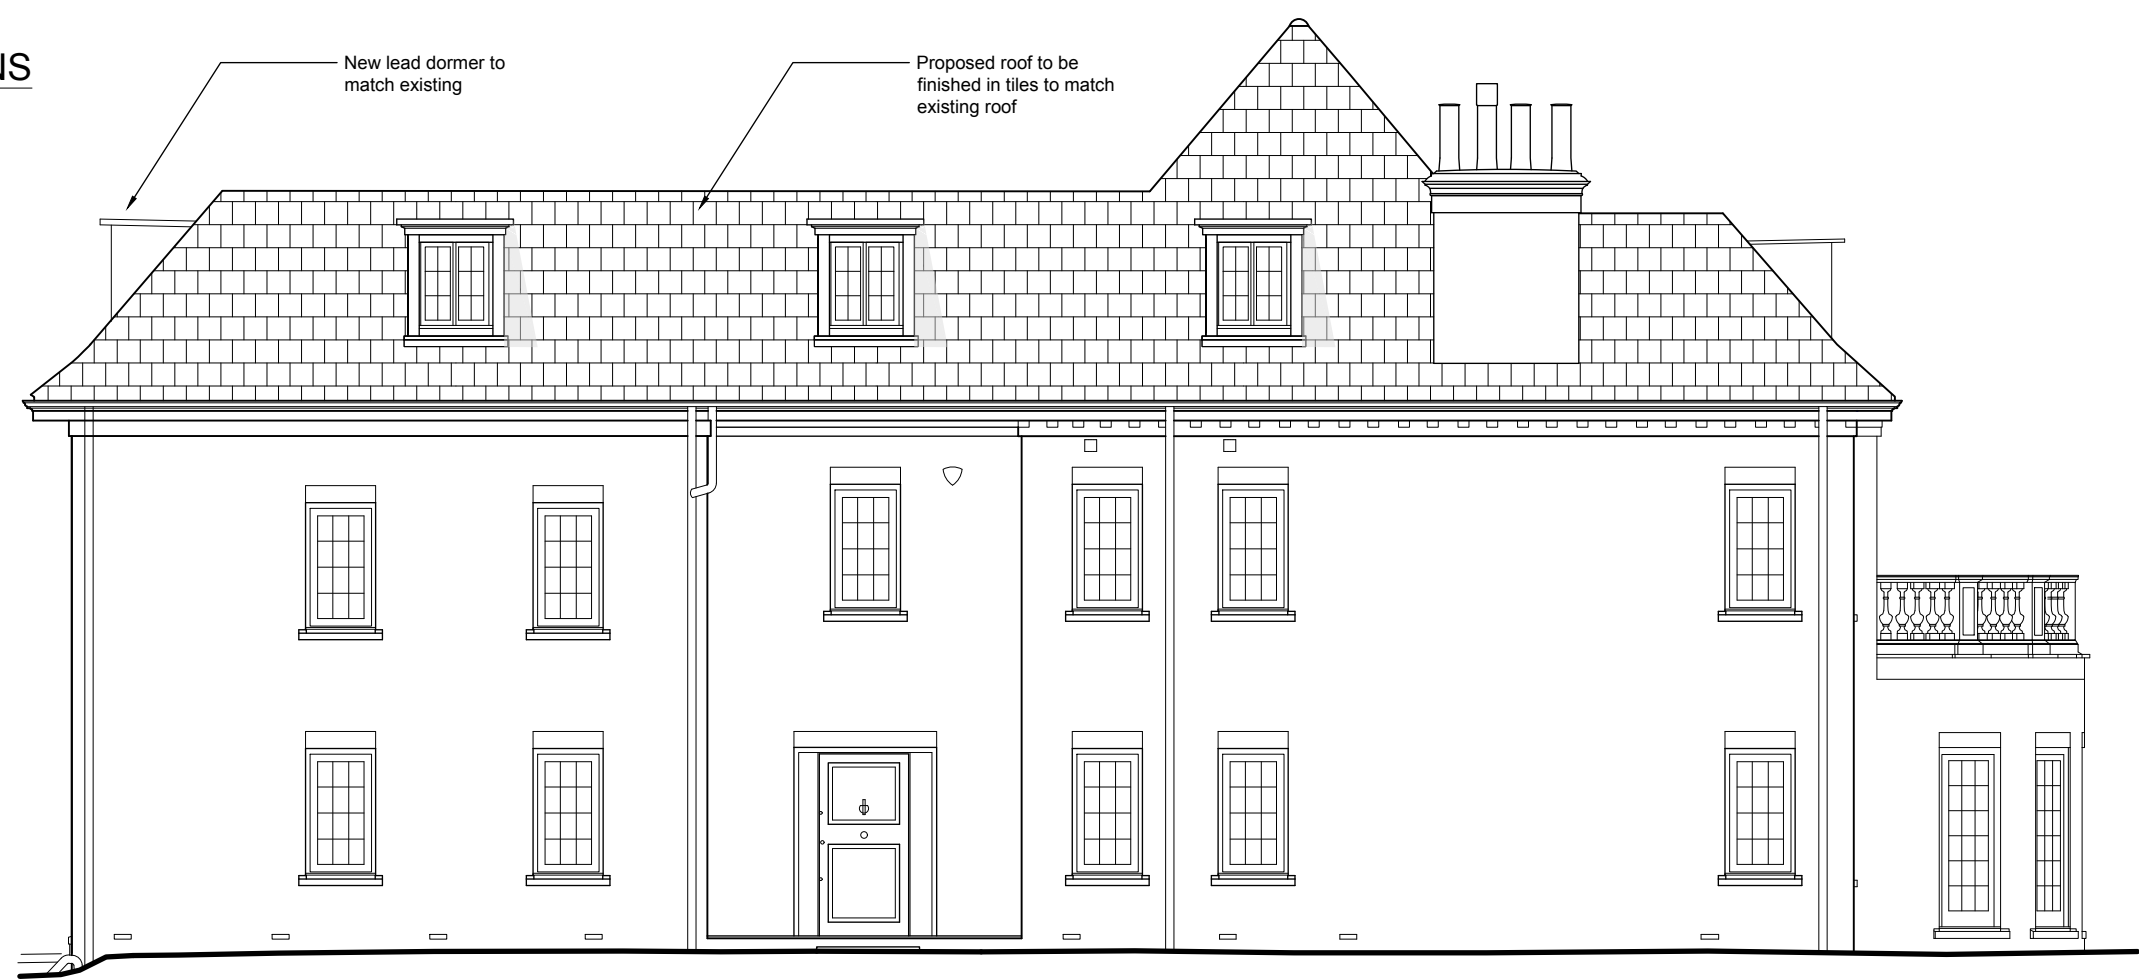 NS
New lead dormer to
match existing
Proposed roof to be
finished in tiles to match
existing roof